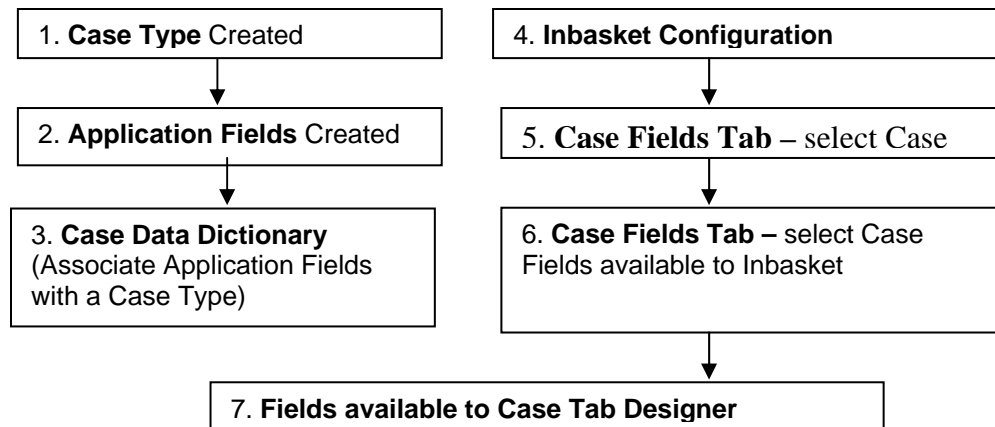 1. Case Type Created
2. Application Fields Created
3. Case Data Dictionary
(Associate Application Fields
with a Case Type)
4. Inbasket Configuration
5. Case Fields Tab – select Case
6. Case Fields Tab – select Case
Fields available to Inbasket
7. Fields available to Case Tab Designer